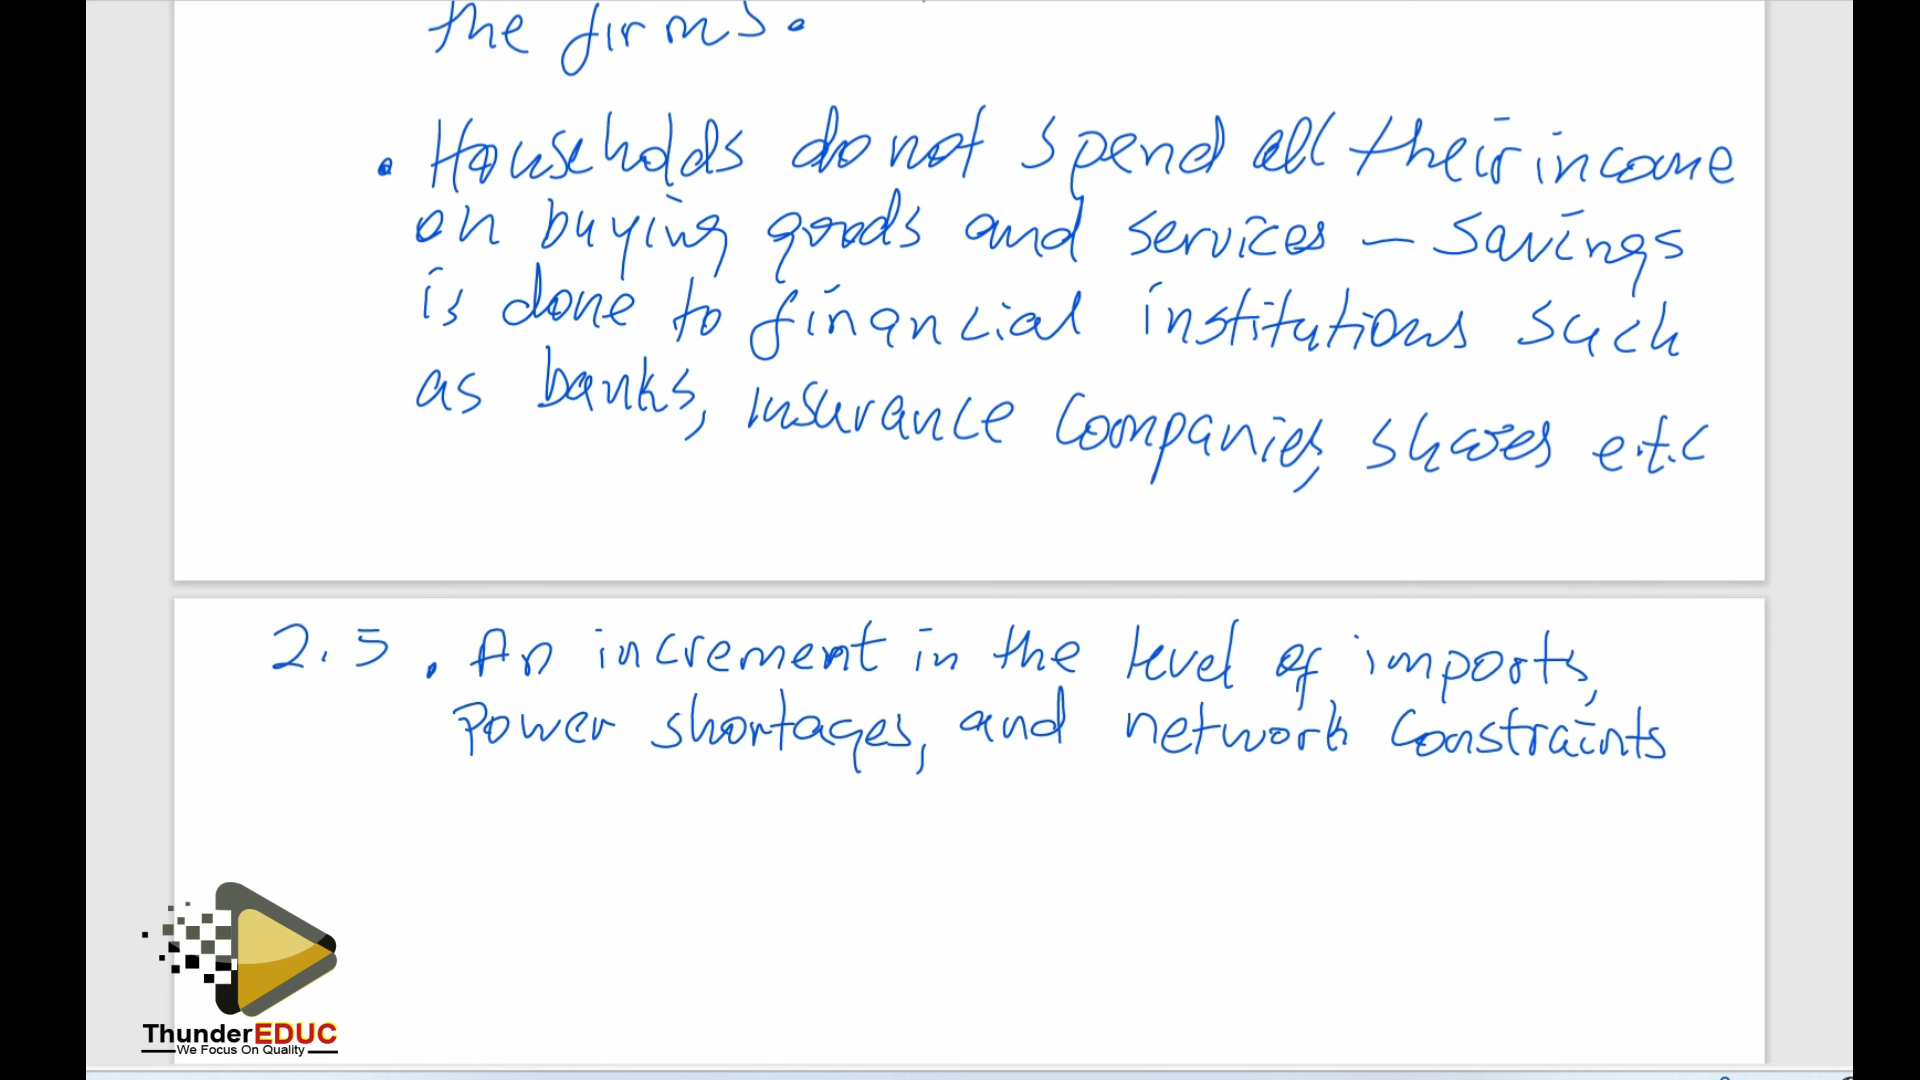 the firms.
. Households do not spend all their income
on buying goods and services – Savings
is done to financial institutions such
as banks, insurance companies, shares e.t.c
2.5 . An increment in the level of imports,
Power shortages, and network constraints
ThunderEDUC
We Focus On Quality